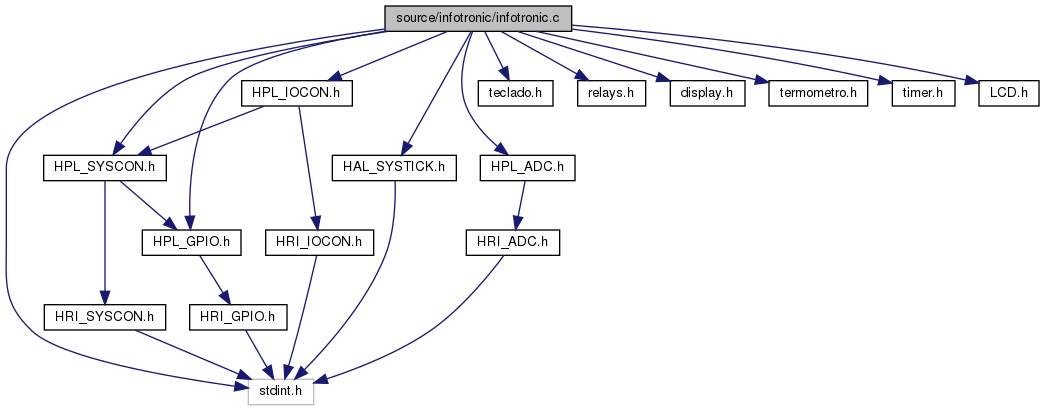 source/infotronic/infotronic.c
HPL_IOCON.h
teclado.h
relays.h
display.h
termometro.h
timer.h
LCD.h
HPL_SYSCON.h
HAL_SYSTICK.h
HPL_ADC.h
HPL_GPIO.h
HRI_IOCON.h
HRI_ADC.h
HRI_SYSCON.h
HRI_GPIO.h
stdint.h